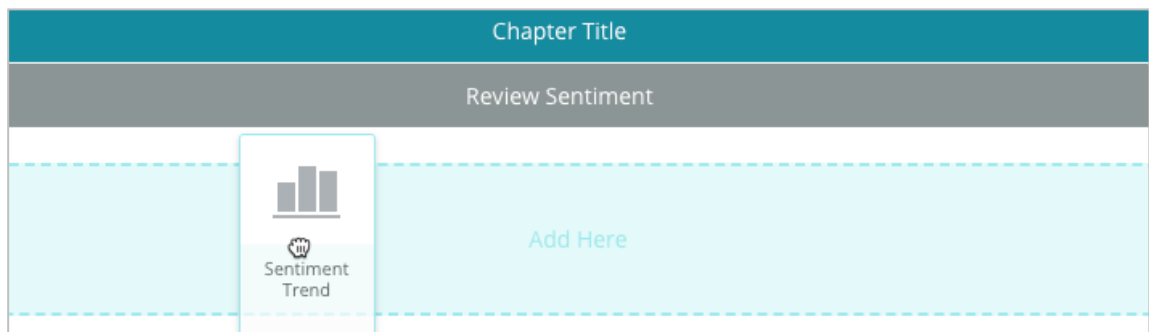 Chapter Title
Review Sentiment
Add Here
Sentiment
Trend